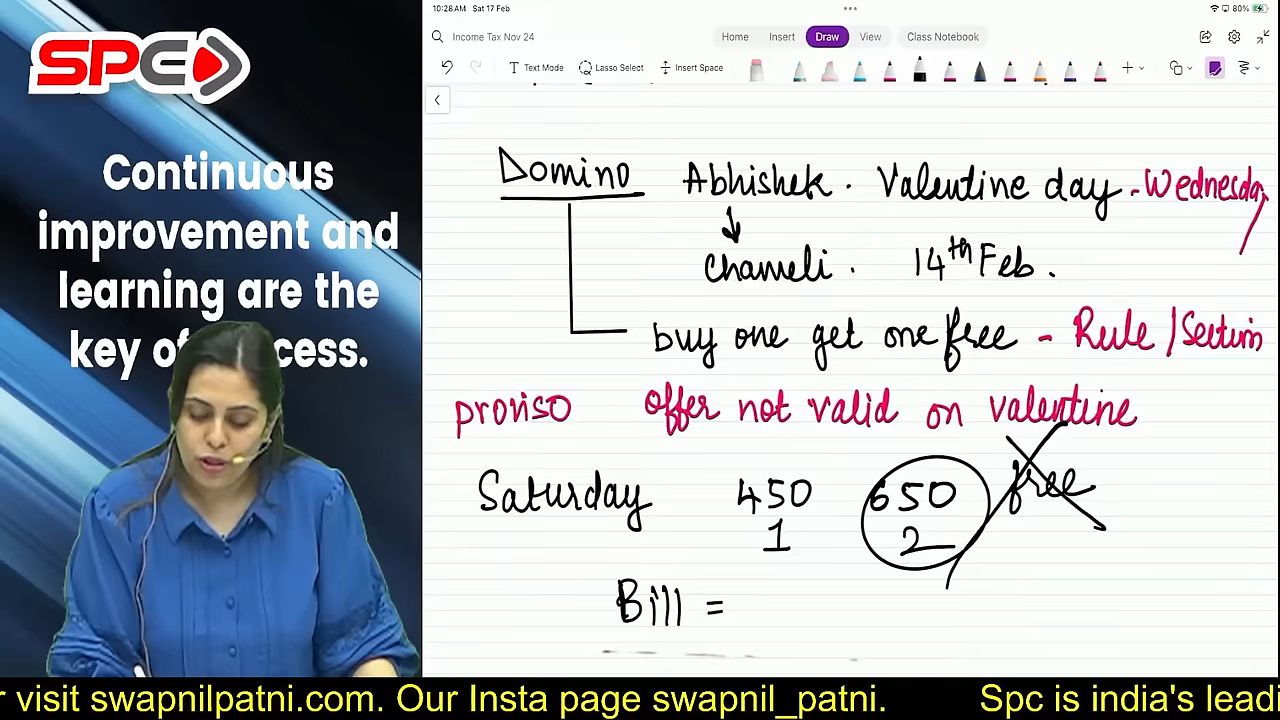 SPC
Continuous
improvement and
learning are the
key of
cess.
10:28 AM Sat 17 Feb
80%
Income Tax Nov 24
Home Insert Draw View Class Notebook
Text Mode Lasso Select Insert Space
Domino Abhishek. Valentine day - Wednesday
Chameli. 14th Feb.
buy one get one free - Rule / Section
proviso offer not valid on valentine
Saturday 450 650 free
1 2
Bill =
visit swapnilpatni.com. Our Insta page swapnil_patni. Spc is india's